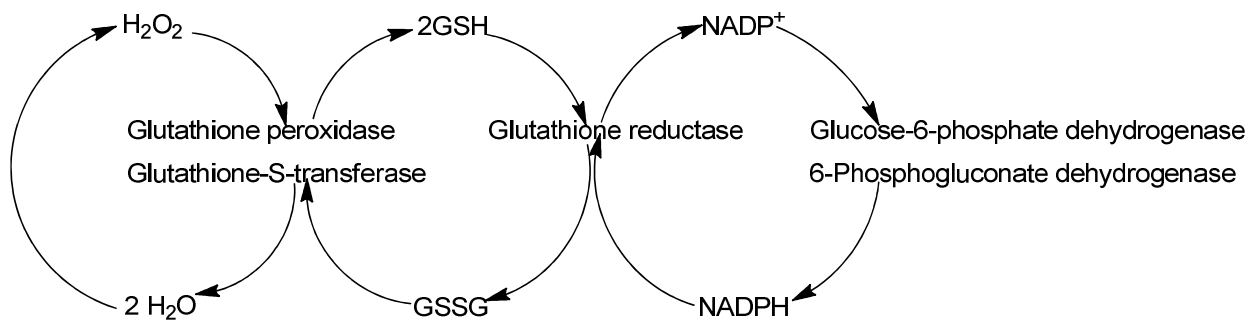 H₂O₂
2GSH
NADP⁺
Glutathione peroxidase
Glutathione reductase
Glucose-6-phosphate dehydrogenase
Glutathione-S-transferase
6-Phosphogluconate dehydrogenase
2 H₂O
GSSG
NADPH